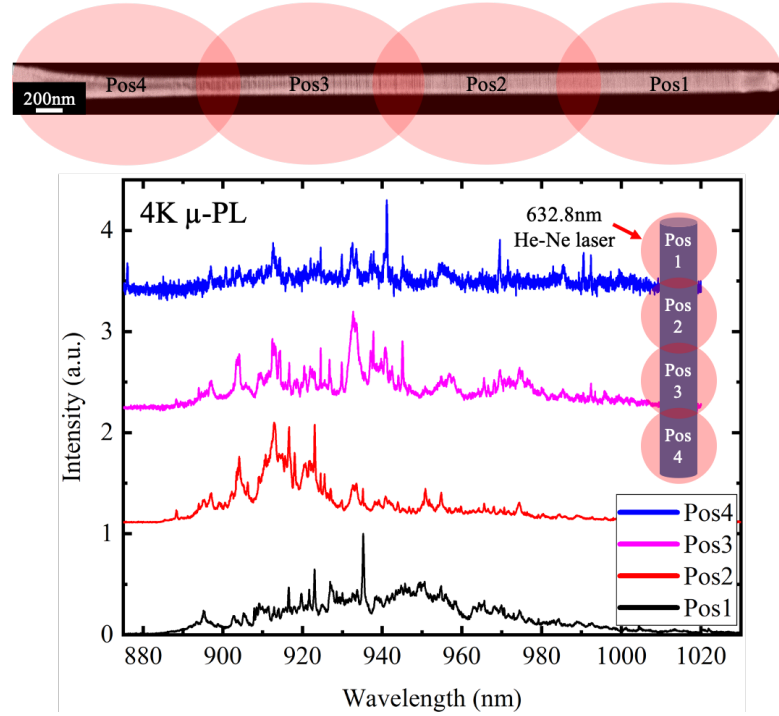 Pos4 Pos3 Pos2 Pos1
200nm
4K μ-PL
632.8nm
He-Ne laser
Pos
1
Pos
2
Pos
3
Pos
4
4
3
2
1
0
Intensity (a.u.)
Pos4
Pos3
Pos2
Pos1
880 900 920 940 960 980 1000 1020
Wavelength (nm)